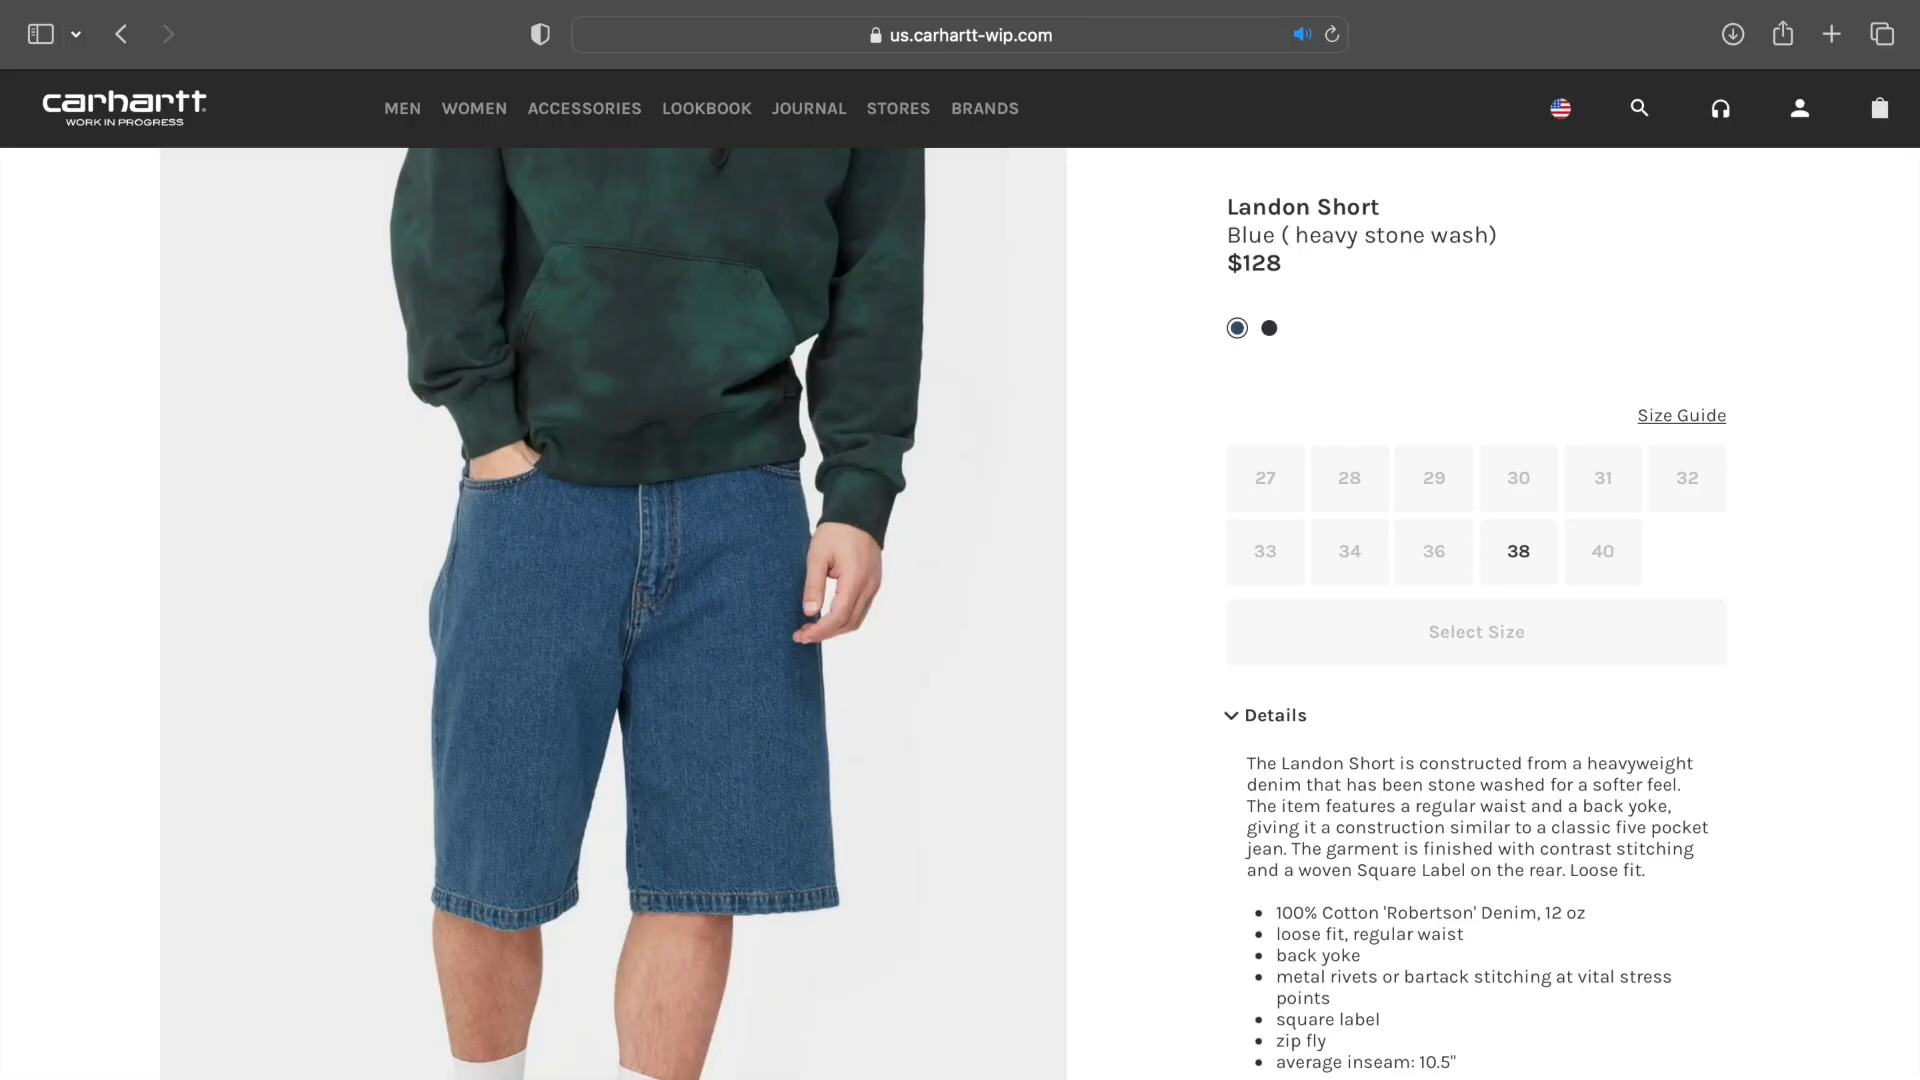 us.carhartt-wip.com
carhartt
WORK IN PROGRESS
MEN WOMEN ACCESSORIES LOOKBOOK JOURNAL STORES BRANDS
Landon Short
Blue ( heavy stone wash)
$128
Size Guide
27 28 29 30 31 32
33 34 36 38 40
Select Size
Details
The Landon Short is constructed from a heavyweight
denim that has been stone washed for a softer feel.
The item features a regular waist and a back yoke,
giving it a construction similar to a classic five pocket
jean. The garment is finished with contrast stitching
and a woven Square Label on the rear. Loose fit.
100% Cotton 'Robertson' Denim, 12 oz
loose fit, regular waist
back yoke
metal rivets or bartack stitching at vital stress
points
square label
zip fly
average inseam: 10.5"